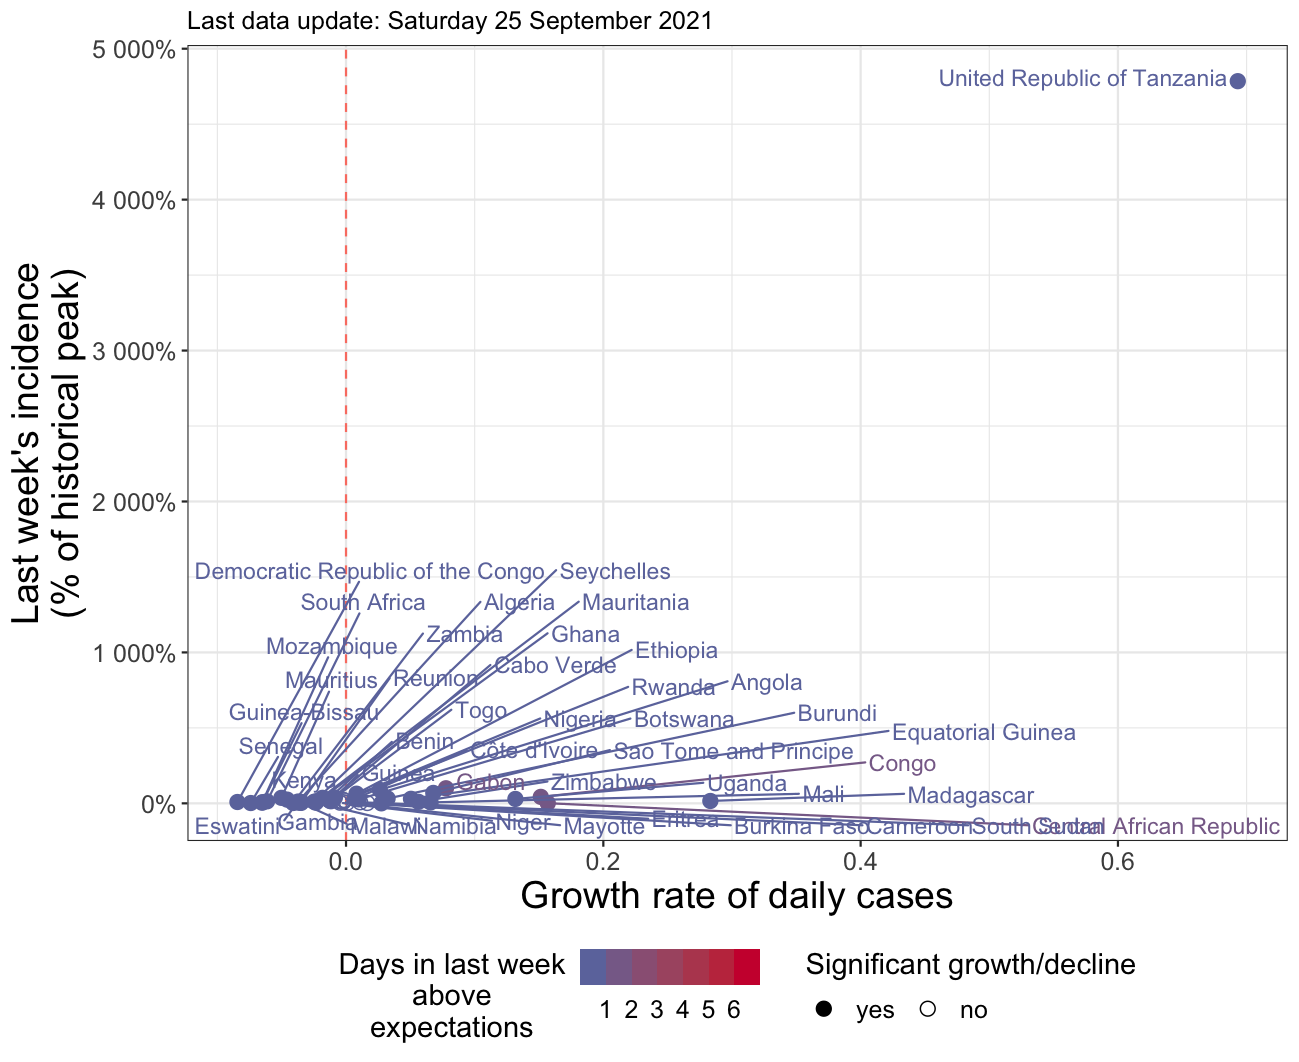 Last data update: Saturday 25 September 2021
5 000%
4 000%
3 000%
2 000%
1 000%
0%
Last week's incidence
(% of historical peak)
United Republic of Tanzania
Democratic Republic of the Congo
Seychelles
South Africa
Algeria
Mauritania
Zambia
Ghana
Mozambique
Ethiopia
Cabo Verde
Mauritius
Réunion
Rwanda
Angola
Guinea-Bissau
Togo
Nigeria
Botswana
Burundi
Equatorial Guinea
Senegal
Benin
Côte d'Ivoire
Sao Tome and Principe
Congo
Kenya
Guinea
Gabon
Zimbabwe
Uganda
Mali
Madagascar
Eswatini
Gambia
Malawi
Namibia
Niger
Mayotte
Eritrea
Burkina Faso
Cameroon
South Sudan
Central African Republic
0.0
0.2
0.4
0.6
Growth rate of daily cases
Days in last week
above
expectations
1 2 3 4 5 6
Significant growth/decline
yes
no